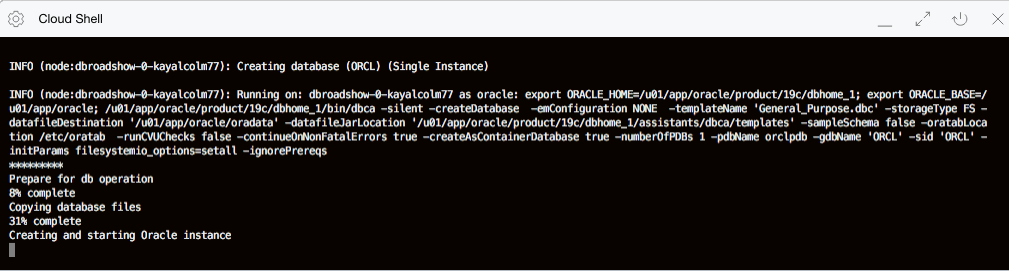 Cloud Shell
INFO (node:dbroadshow-0-kayalcolm77): Creating database (ORCL) (Single Instance)
INFO (node:dbroadshow-0-kayalcolm77): Running on: dbroadshow-0-kayalcolm77 as oracle: export ORACLE_HOME=/u01/app/oracle/product/19c/dbhome_1; export ORACLE_BASE=/
u01/app/oracle; /u01/app/oracle/product/19c/dbhome_1/bin/dbca -silent -createDatabase  -emConfiguration NONE  -templateName 'General_Purpose.dbc' -storageType FS -
datafileDestination '/u01/app/oracle/oradata' -datafileJarLocation '/u01/app/oracle/product/19c/dbhome_1/assistants/dbca/templates' -sampleSchema false -oratabLoca
tion /etc/oratab  -runCVUChecks false -continueOnNonFatalErrors true -createAsContainerDatabase true -numberOfPDBs 1 -pdbName orclpdb -gdbName 'ORCL' -sid 'ORCL' -
initParams filesystemio_options=setall -ignorePrereqs
*********
Prepare for db operation
8% complete
Copying database files
31% complete
Creating and starting Oracle instance